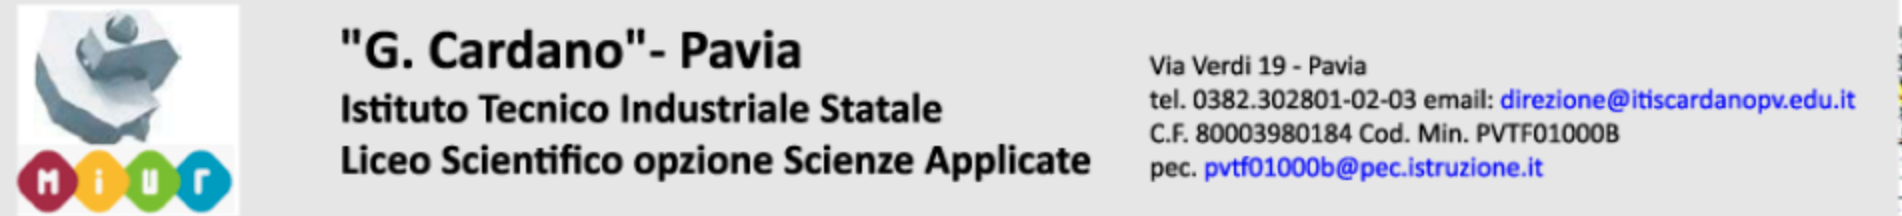 miur
"G. Cardano"- Pavia
Istituto Tecnico Industriale Statale
Liceo Scientifico opzione Scienze Applicate
Via Verdi 19 - Pavia
tel. 0382.302801-02-03 email: direzione@itiscardanopv.edu.it
C.F. 80003980184 Cod. Min. PVTF01000B
pec. pvtf01000b@pec.istruzione.it